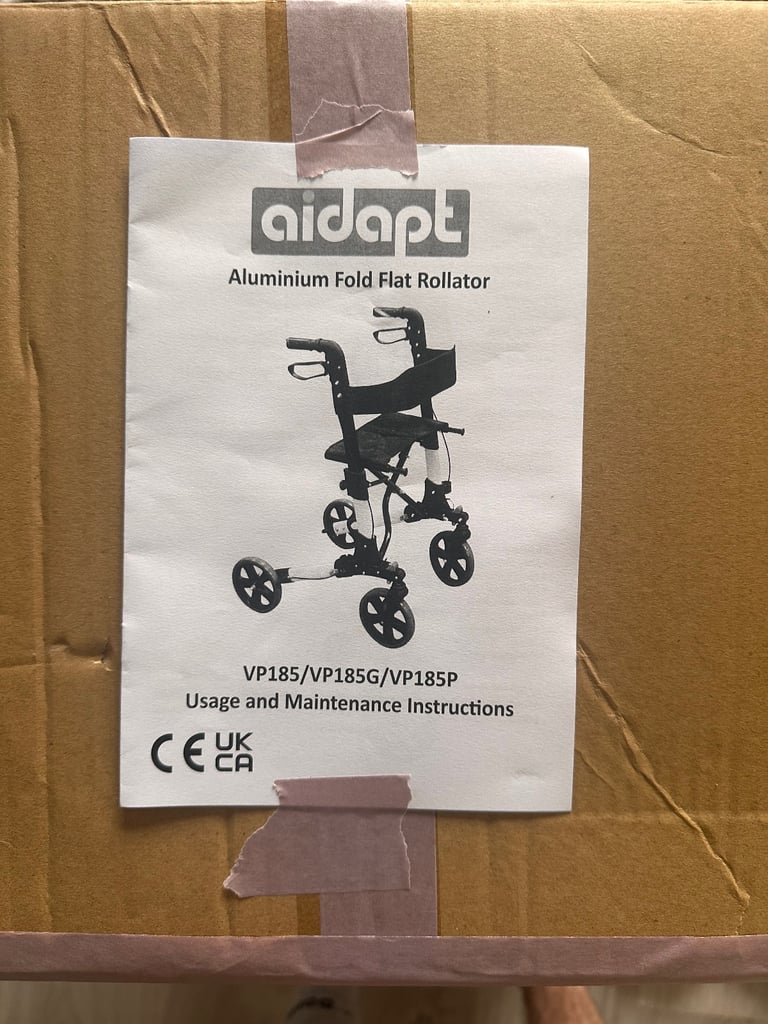 aidapt
Aluminium Fold Flat Rollator
VP185/VP185G/VP185P
Usage and Maintenance Instructions
CE UK
CA